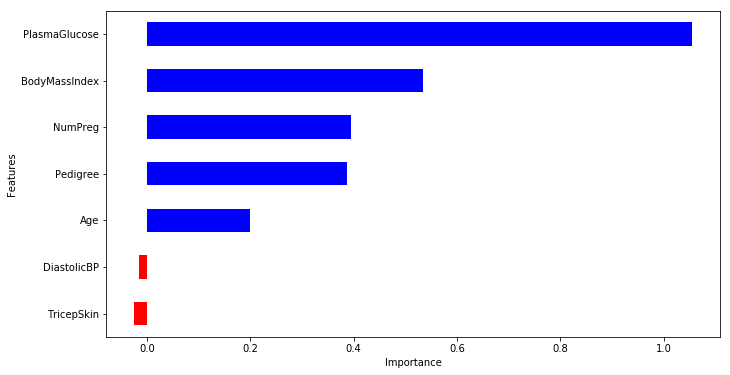 PlasmaGlucose
BodyMassIndex
NumPreg
Pedigree
Age
DiastolicBP
TricepSkin
Features
0.0 0.2 0.4 0.6 0.8 1.0
Importance